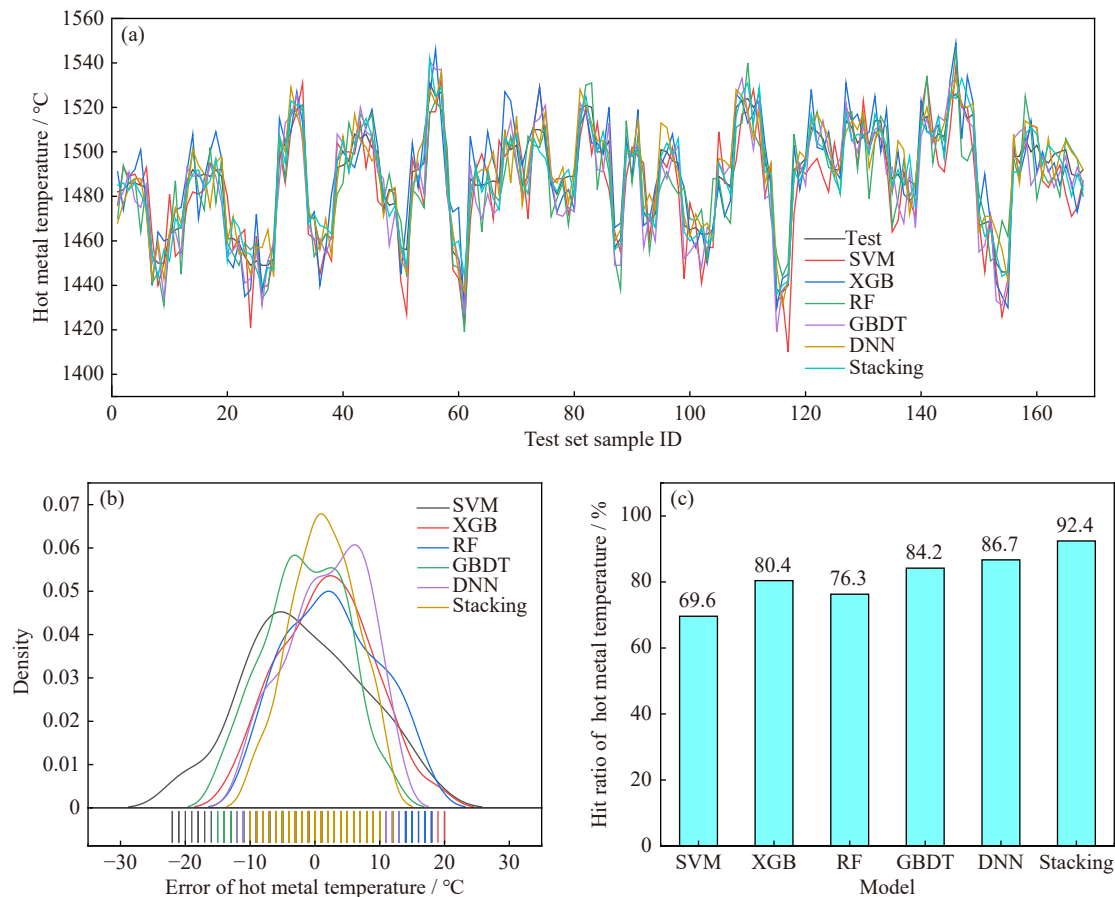 (a)
Hot metal temperature / °C
1560
1540
1520
1500
1480
1460
1440
1420
1400
Test
SVM
XGB
RF
GBDT
DNN
Stacking
0 20 40 60 80 100 120 140 160
Test set sample ID
(b)
Density
0.07
0.06
0.05
0.04
0.03
0.02
0.01
0
SVM
XGB
RF
GBDT
DNN
Stacking
−30 −20 −10 0 10 20 30
Error of hot metal temperature / °C
(c)
Hit ratio of hot metal temperature / %
100
80
60
40
20
0
69.6
80.4
76.3
84.2
86.7
92.4
SVM XGB RF GBDT DNN Stacking
Model